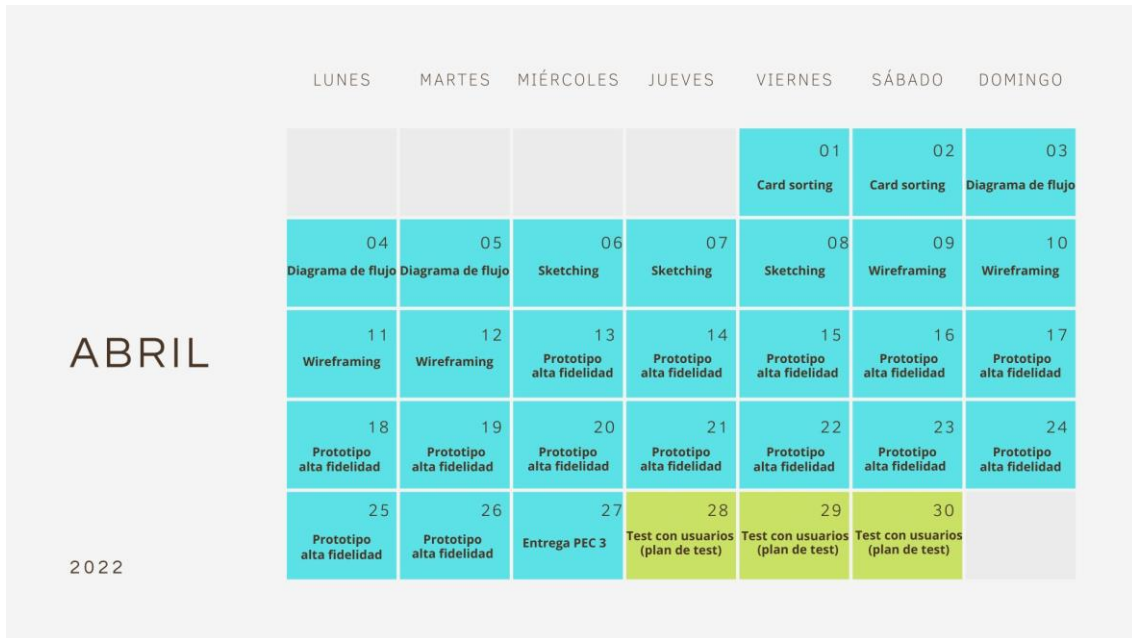 LUNES MARTES MIÉRCOLES JUEVES VIERNES SÁBADO DOMINGO
01 02 03
Card sorting Card sorting Diagrama de flujo
04 05 06 07 08 09 10
Diagrama de flujo Diagrama de flujo Sketching Sketching Sketching Wireframing Wireframing
ABRIL
11 12 13 14 15 16 17
Wireframing Wireframing Prototipo Prototipo Prototipo Prototipo Prototipo
alta fidelidad alta fidelidad alta fidelidad alta fidelidad alta fidelidad
18 19 20 21 22 23 24
Prototipo Prototipo Prototipo Prototipo Prototipo Prototipo Prototipo
alta fidelidad alta fidelidad alta fidelidad alta fidelidad alta fidelidad alta fidelidad alta fidelidad
25 26 27 28 29 30
Prototipo Prototipo Entrega PEC 3 Test con usuarios Test con usuarios Test con usuarios
alta fidelidad alta fidelidad (plan de test) (plan de test) (plan de test)
2022